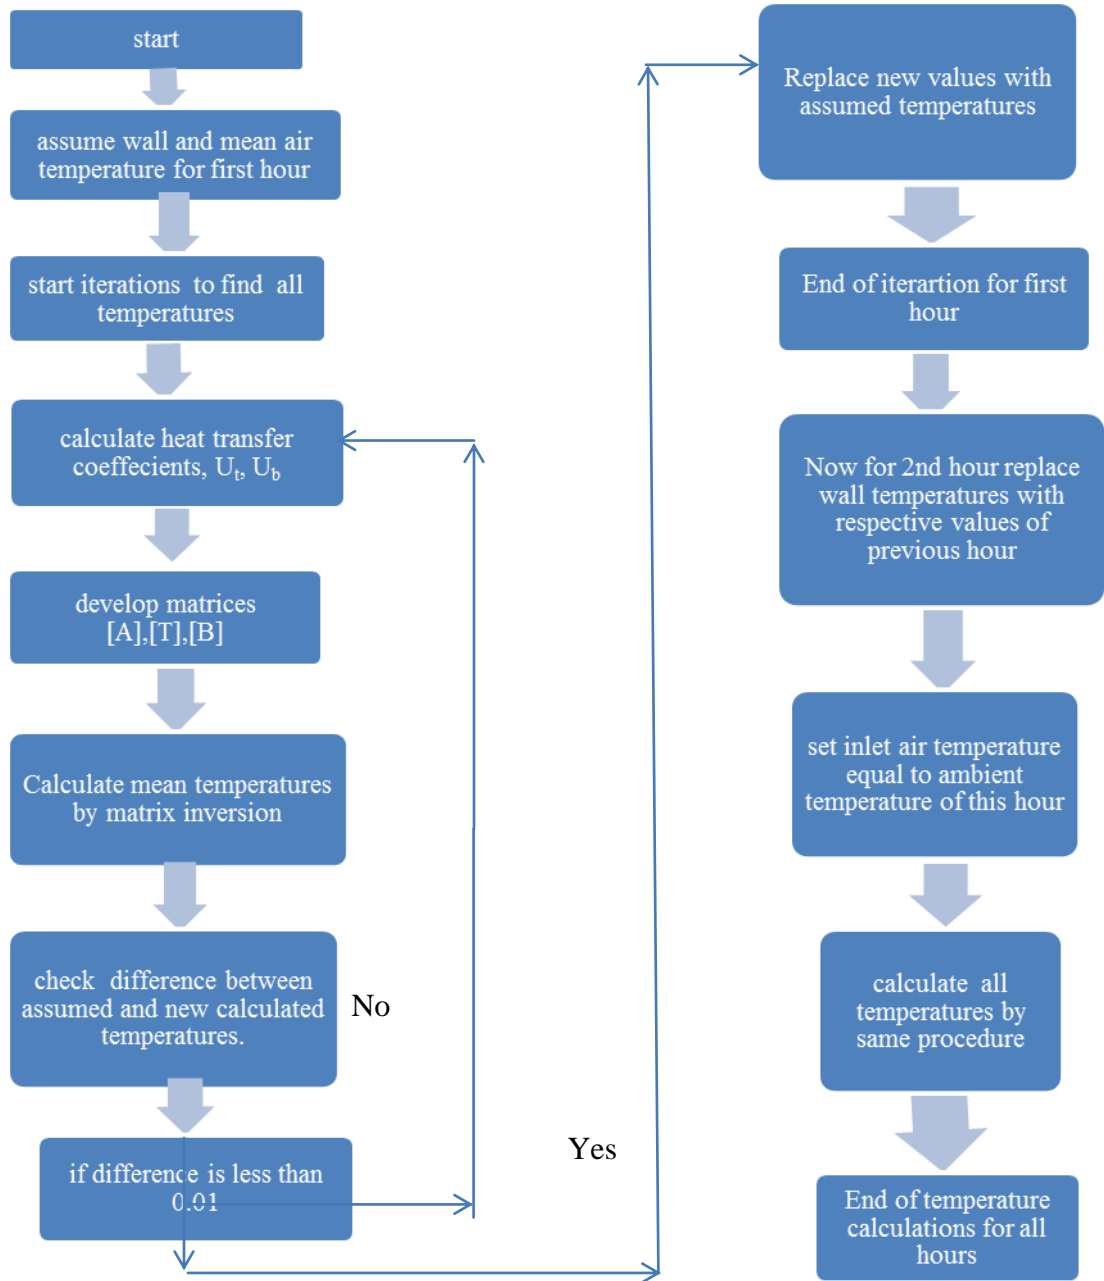 start
assume wall and mean air
temperature for first hour
start iterations to find all
temperatures
calculate heat transfer
coeffecients, Uₜ, U_b
develop matrices
[A],[T],[B]
Calculate mean temperatures
by matrix inversion
check difference between
assumed and new calculated
temperatures.
No
if difference is less than
0.01
Yes
Replace new values with
assumed temperatures
End of iterartion for first
hour
Now for 2nd hour replace
wall temperatures with
respective values of
previous hour
set inlet air temperature
equal to ambient
temperature of this hour
calculate all
temperatures by
same procedure
End of temperature
calculations for all
hours